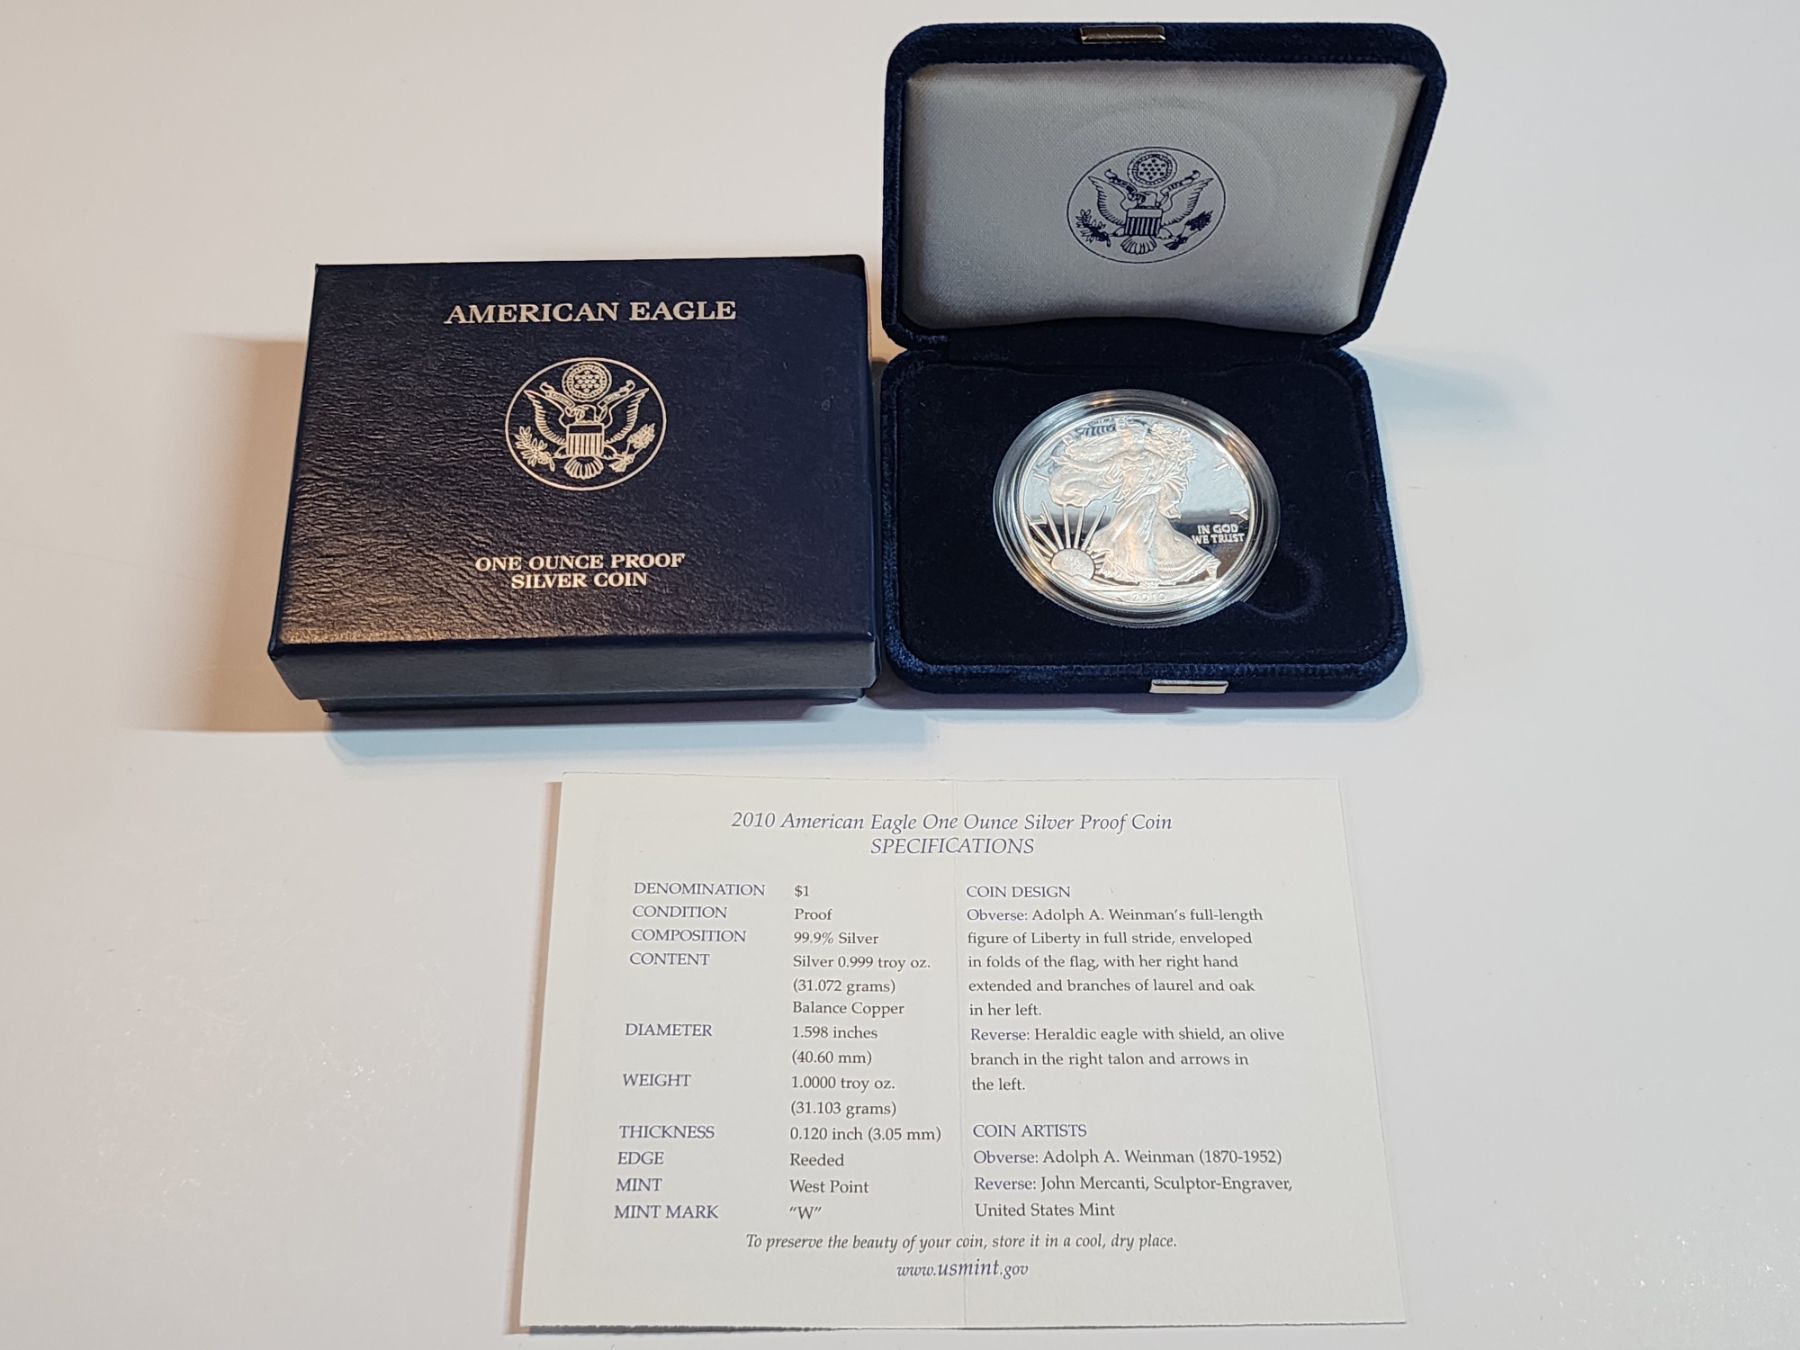 AMERICAN EAGLE
ONE OUNCE PROOF
SILVER COIN
LIBERTY
IN GOD
WE TRUST
2010
2010 American Eagle One Ounce Silver Proof Coin
SPECIFICATIONS
DENOMINATION $1
CONDITION Proof
COMPOSITION 99.9% Silver
CONTENT Silver 0.999 troy oz.
(31.072 grams)
Balance Copper
DIAMETER 1.598 inches
(40.60 mm)
WEIGHT 1.0000 troy oz.
(31.103 grams)
THICKNESS 0.120 inch (3.05 mm)
EDGE Reeded
MINT West Point
MINT MARK "W"
COIN DESIGN
Obverse: Adolph A. Weinman's full-length
figure of Liberty in full stride, enveloped
in folds of the flag, with her right hand
extended and branches of laurel and oak
in her left.
Reverse: Heraldic eagle with shield, an olive
branch in the right talon and arrows in
the left.
COIN ARTISTS
Obverse: Adolph A. Weinman (1870-1952)
Reverse: John Mercanti, Sculptor-Engraver,
United States Mint
To preserve the beauty of your coin, store it in a cool, dry place.
www.usmint.gov